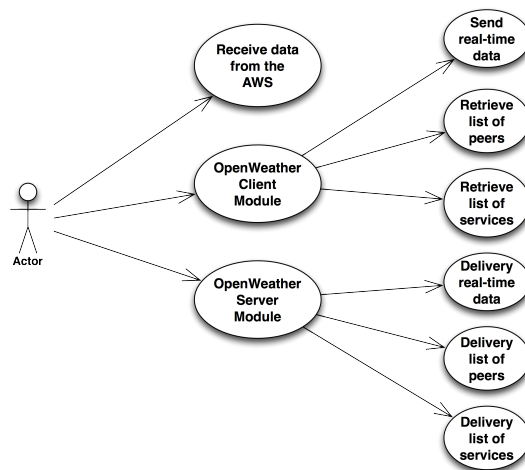 Send
real-time
data
Receive data
from the
AWS
Retrieve
list of
peers
OpenWeather
Client
Module
Retrieve
list of
services
Actor
OpenWeather
Server
Module
Delivery
real-time
data
Delivery
list of
peers
Delivery
list of
services